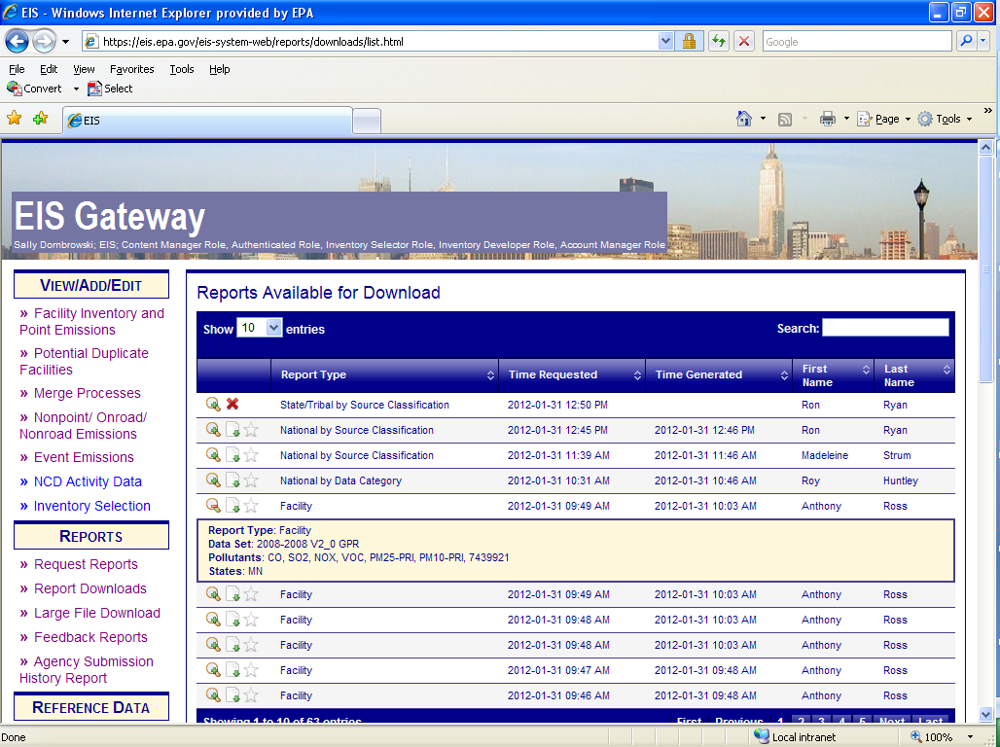 EIS - Windows Internet Explorer provided by EPA
https://eis.epa.gov/eis-system-web/reports/downloads/list.html
Google
File Edit View Favorites Tools Help
Convert Select
EIS
Page Tools
EIS Gateway
Sally Dombrowski; EIS; Content Manager Role, Authenticated Role, Inventory Selector Role, Inventory Developer Role, Account Manager Role
VIEW/ADD/EDIT
» Facility Inventory and
Point Emissions
» Potential Duplicate
Facilities
» Merge Processes
» Nonpoint/ Onroad/
Nonroad Emissions
» Event Emissions
» NCD Activity Data
» Inventory Selection
REPORTS
» Request Reports
» Report Downloads
» Large File Download
» Feedback Reports
» Agency Submission
History Report
REFERENCE DATA
Reports Available for Download
Show 10 entries Search:
Report Type Time Requested Time Generated First Name Last Name
State/Tribal by Source Classification 2012-01-31 12:50 PM Ron Ryan
National by Source Classification 2012-01-31 12:45 PM 2012-01-31 12:46 PM Ron Ryan
National by Source Classification 2012-01-31 11:39 AM 2012-01-31 11:46 AM Madeleine Strum
National by Data Category 2012-01-31 10:31 AM 2012-01-31 10:46 AM Roy Huntley
Facility 2012-01-31 09:49 AM 2012-01-31 10:03 AM Anthony Ross
Report Type: Facility
Data Set: 2008-2008 V2_0 GPR
Pollutants: CO, SO2, NOX, VOC, PM25-PRI, PM10-PRI, 7439921
States: MN
Facility 2012-01-31 09:49 AM 2012-01-31 10:03 AM Anthony Ross
Facility 2012-01-31 09:48 AM 2012-01-31 10:03 AM Anthony Ross
Facility 2012-01-31 09:48 AM 2012-01-31 10:03 AM Anthony Ross
Facility 2012-01-31 09:47 AM 2012-01-31 09:48 AM Anthony Ross
Facility 2012-01-31 09:46 AM 2012-01-31 09:48 AM Anthony Ross
Showing 1 to 10 of 63 entries First Previous 1 2 3 4 5 Next Last
Done Local intranet 100%